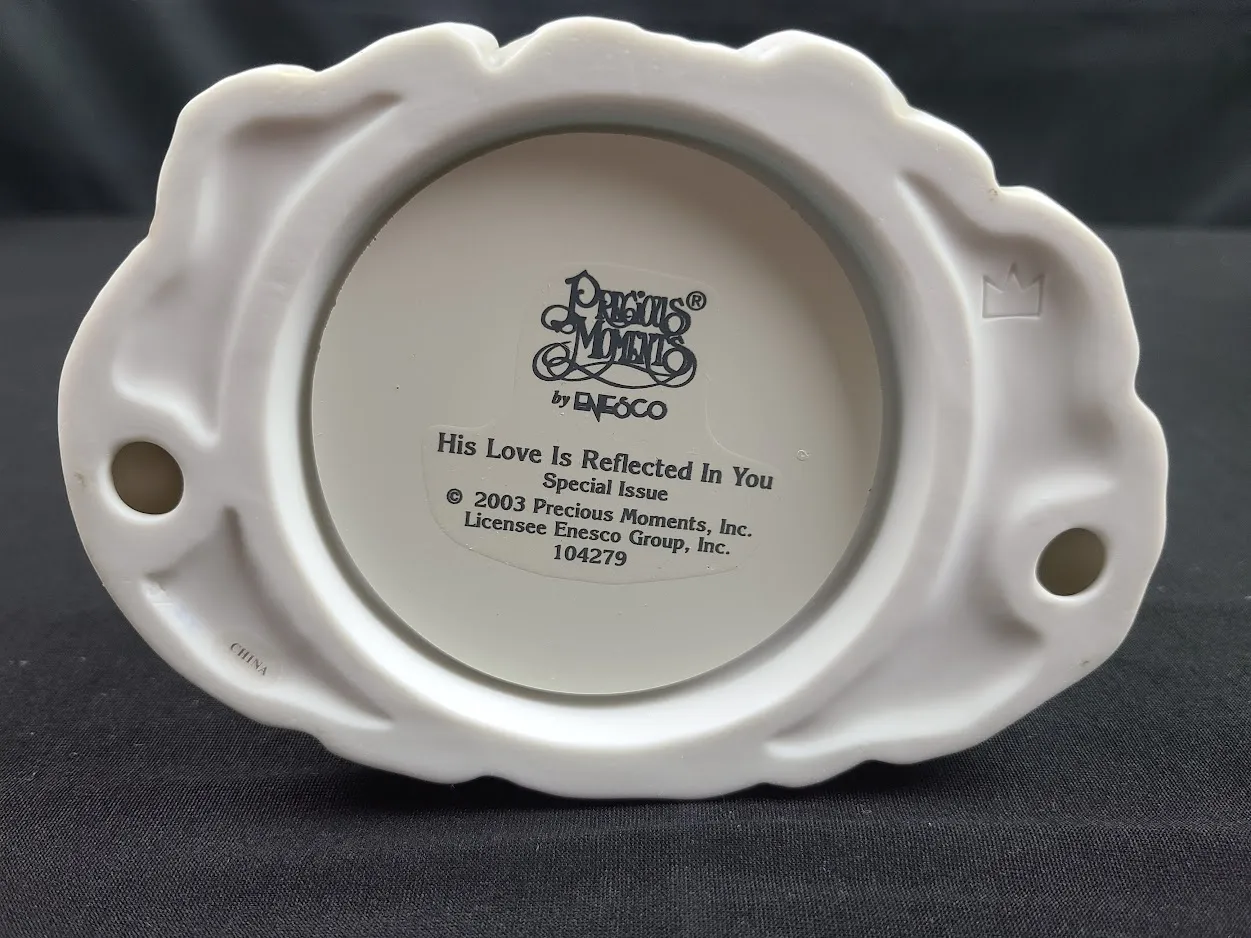 PRECIOUS®
MOMENTS
by ENESCO
His Love Is Reflected In You
Special Issue
© 2003 Precious Moments, Inc.
Licensee Enesco Group, Inc.
104279
CHINA